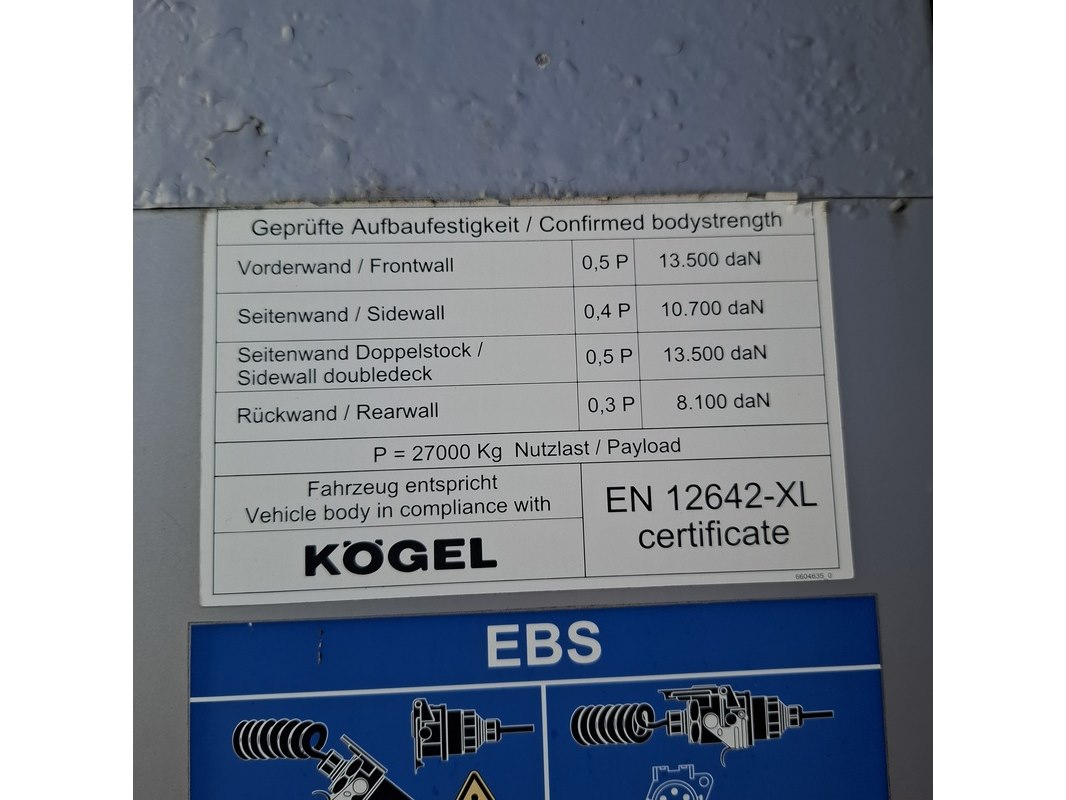 Geprüfte Aufbaufestigkeit / Confirmed bodystrength
Vorderwand / Frontwall 0,5 P 13.500 daN
Seitenwand / Sidewall 0,4 P 10.700 daN
Seitenwand Doppelstock /
Sidewall doubledeck 0,5 P 13.500 daN
Rückwand / Rearwall 0,3 P 8.100 daN
P = 27000 Kg Nutzlast / Payload
Fahrzeug entspricht
Vehicle body in compliance with
KÖGEL
EN 12642-XL
certificate
6604635_0
EBS